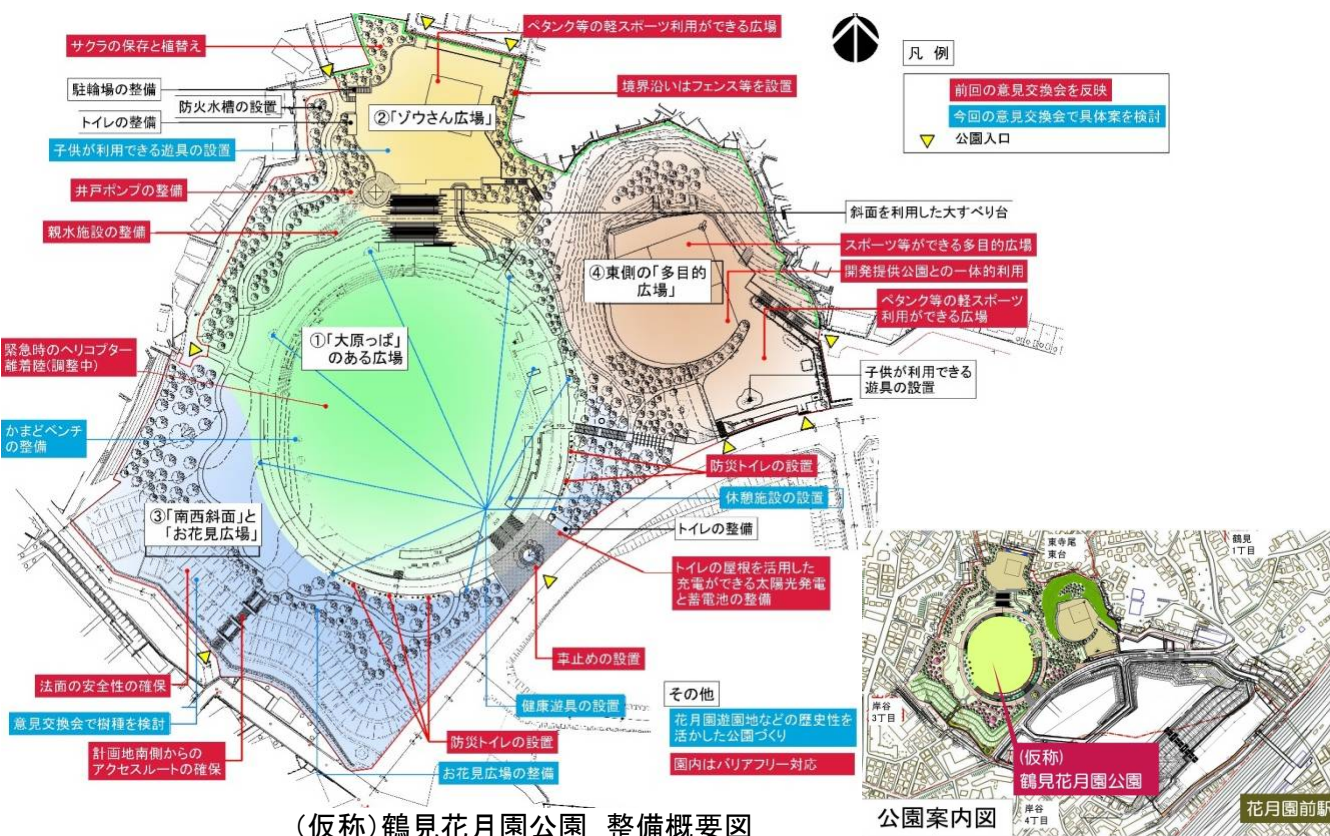 サクラの保存と植替え
ペタンク等の軽スポーツ利用ができる広場
駐輪場の整備
防火水槽の設置
境界沿いはフェンス等を設置
トイレの整備
②「ゾウさん広場」
子供が利用できる遊具の設置
井戸ポンプの整備
親水施設の整備
凡 例
前回の意見交換会を反映
今回の意見交換会で具体案を検討
公園入口
斜面を利用した大すべり台
スポーツ等ができる多目的広場
④東側の「多目的
広場」
開発提供公園との一体的利用
ペタンク等の軽スポーツ
利用ができる広場
子供が利用できる
遊具の設置
①「大原っぱ」
のある広場
緊急時のヘリコプター
離着陸(調整中)
かまどベンチ
の整備
防災トイレの設置
休憩施設の設置
トイレの整備
③「南西斜面」と
「お花見広場」
トイレの屋根を活用した
充電ができる太陽光発電
と蓄電池の整備
車止めの設置
法面の安全性の確保
意見交換会で樹種を検討
計画地南側からの
アクセスルートの確保
健康遊具の設置
防災トイレの設置
お花見広場の整備
その他
花月園遊園地などの歴史性を
活かした公園づくり
園内はバリアフリー対応
(仮称)鶴見花月園公園 整備概要図
東寺尾
東台
鶴見
1丁目
岸谷
3丁目
(仮称)
鶴見花月園公園
岸谷
4丁目
花月園前駅
公園案内図